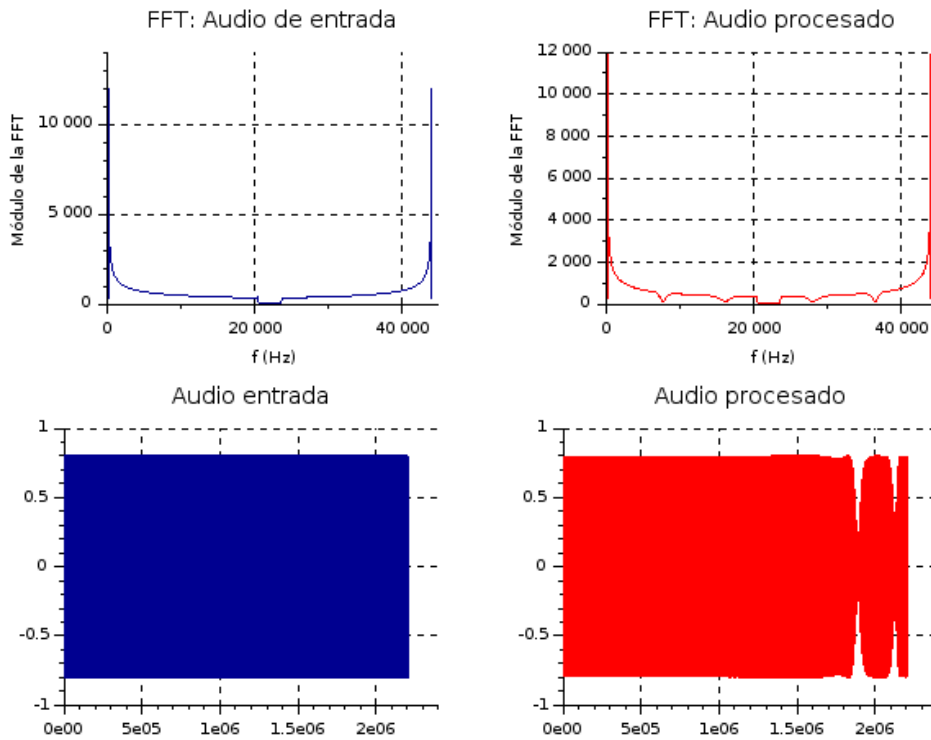 FFT: Audio de entrada
Módulo de la FFT
10 000
5 000
0
0
20 000
40 000
f (Hz)
FFT: Audio procesado
Módulo de la FFT
12 000
10 000
8 000
6 000
4 000
2 000
0
0
20 000
40 000
f (Hz)
Audio entrada
1
0.5
0
-0.5
-1
0e00
5e05
1e06
1.5e06
2e06
Audio procesado
1
0.5
0
-0.5
-1
0e00
5e05
1e06
1.5e06
2e06